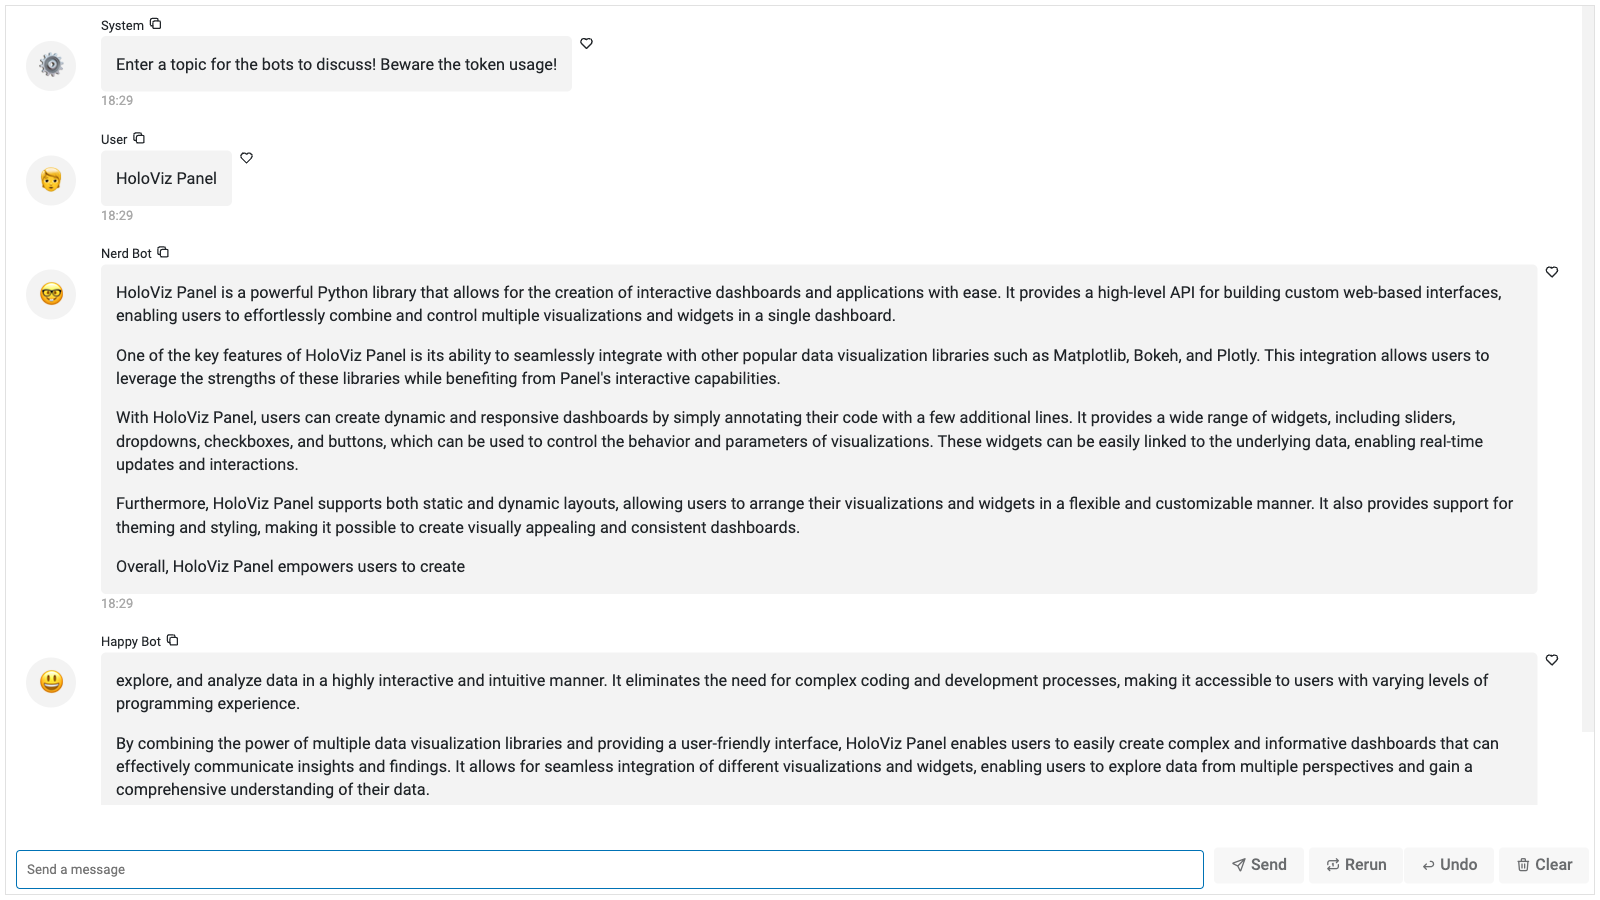 System
Enter a topic for the bots to discuss! Beware the token usage!
18:29
User
HoloViz Panel
18:29
Nerd Bot
HoloViz Panel is a powerful Python library that allows for the creation of interactive dashboards and applications with ease. It provides a high-level API for building custom web-based interfaces,
enabling users to effortlessly combine and control multiple visualizations and widgets in a single dashboard.
One of the key features of HoloViz Panel is its ability to seamlessly integrate with other popular data visualization libraries such as Matplotlib, Bokeh, and Plotly. This integration allows users to
leverage the strengths of these libraries while benefiting from Panel's interactive capabilities.
With HoloViz Panel, users can create dynamic and responsive dashboards by simply annotating their code with a few additional lines. It provides a wide range of widgets, including sliders,
dropdowns, checkboxes, and buttons, which can be used to control the behavior and parameters of visualizations. These widgets can be easily linked to the underlying data, enabling real-time
updates and interactions.
Furthermore, HoloViz Panel supports both static and dynamic layouts, allowing users to arrange their visualizations and widgets in a flexible and customizable manner. It also provides support for
theming and styling, making it possible to create visually appealing and consistent dashboards.
Overall, HoloViz Panel empowers users to create
18:29
Happy Bot
explore, and analyze data in a highly interactive and intuitive manner. It eliminates the need for complex coding and development processes, making it accessible to users with varying levels of
programming experience.
By combining the power of multiple data visualization libraries and providing a user-friendly interface, HoloViz Panel enables users to easily create complex and informative dashboards that can
effectively communicate insights and findings. It allows for seamless integration of different visualizations and widgets, enabling users to explore data from multiple perspectives and gain a
comprehensive understanding of their data.
Send a message
Send
Rerun
Undo
Clear